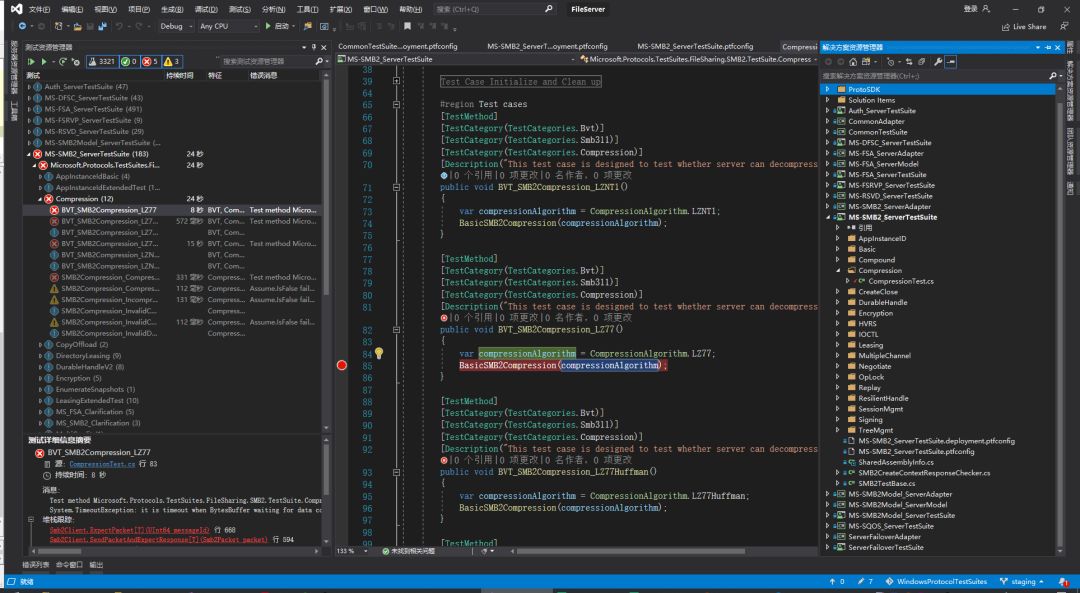 文件(F) 编辑(E) 视图(V) 项目(P) 生成(B) 调试(D) 测试(S) 分析(N) 工具(T) 扩展(X) 窗口(W) 帮助(H) 搜索 (Ctrl+Q) FileServer 登录
Debug Any CPU 启动 Live Share
测试资源管理器
3321 0 5 3 搜索测试资源管理器
测试 持续时间 特征 错误消息
Auth_ServerTestSuite (47)
MS-DFSC_ServerTestSuite (43)
MS-FSA_ServerTestSuite (491)
MS-FSRVP_ServerTestSuite (9)
MS-RSVD_ServerTestSuite (29)
MS-SMB2Model_ServerTestSuite (...
MS-SMB2_ServerTestSuite (183) 24 秒
Microsoft.Protocols.TestSuites.Fi... 24 秒
AppInstanceIdBasic (4)
AppInstanceIdExtendedTest (1...
Compression (12) 24 秒
BVT_SMB2Compression_LZ77 8 秒 BVT, Com... Test method Micro...
BVT_SMB2Compression_LZ7... 572 毫秒 BVT, Com... Test method Micro...
BVT_SMB2Compression_LZ7... BVT, Com...
BVT_SMB2Compression_LZ7... 15 秒 BVT, Com... Test method Micro...
BVT_SMB2Compression_LZN... BVT, Com...
BVT_SMB2Compression_LZN... BVT, Com...
SMB2Compression_Compres... 331 毫秒 Compress... Test method Micro...
SMB2Compression_Compres... 112 毫秒 Compress... Assume.IsFalse fail...
SMB2Compression_Incompr... 131 毫秒 Compress... Assume.IsFalse fail...
SMB2Compression_InvalidC... Compress...
SMB2Compression_InvalidC... 112 毫秒 Compress... Assume.IsFalse fail...
SMB2Compression_InvalidD... Compress...
CopyOffload (2)
DirectoryLeasing (9)
DurableHandleV2 (8)
Encryption (5)
EnumerateSnapshots (1)
LeasingExtendedTest (10)
MS_FSA_Clarification (5)
MS_SMB2_Clarification (3)
测试详细信息摘要
BVT_SMB2Compression_LZ77
源: CompressionTest.cs 行 83
持续时间: 8 秒
消息:
Test method Microsoft.Protocols.TestSuites.FileSharing.SMB2.TestSuite.Compr
System.TimeoutException: it is timeout when BytesBuffer waiting for data co
堆栈跟踪:
Smb2Client.ExpectPacket[T](UInt64 messageId) 行 668
Smb2Client.SendPacketAndExpectResponse[T](Smb2Packet packet) 行 594
错误列表 命令窗口 输出
CommonTestSuite...oyment.ptfconfig MS-SMB2_ServerT...oyment.ptfconfig MS-SMB2_ServerTestSuite.ptfconfig Compressi
MS-SMB2_ServerTestSuite Microsoft.Protocols.TestSuites.FileSharing.SMB2.TestSuite.Compress
38
39 Test Case Initialize and Clean up
64
65 #region Test cases
66 [TestMethod]
67 [TestCategory(TestCategories.Bvt)]
68 [TestCategory(TestCategories.Smb311)]
69 [TestCategory(TestCategories.Compression)]
70 [Description("This test case is designed to test whether server can decompress
|0 个引用|0 项更改|0 名作者, 0 项更改
71 public void BVT_SMB2Compression_LZNT1()
72 {
73 var compressionAlgorithm = CompressionAlgorithm.LZNT1;
74 BasicSMB2Compression(compressionAlgorithm);
75 }
76
77 [TestMethod]
78 [TestCategory(TestCategories.Bvt)]
79 [TestCategory(TestCategories.Smb311)]
80 [TestCategory(TestCategories.Compression)]
81 [Description("This test case is designed to test whether server can decompress
|0 个引用|0 项更改|0 名作者, 0 项更改
82 public void BVT_SMB2Compression_LZ77()
83 {
84 var compressionAlgorithm = CompressionAlgorithm.LZ77;
85 BasicSMB2Compression(compressionAlgorithm);
86 }
87
88 [TestMethod]
89 [TestCategory(TestCategories.Bvt)]
90 [TestCategory(TestCategories.Smb311)]
91 [TestCategory(TestCategories.Compression)]
92 [Description("This test case is designed to test whether server can decompress
|0 个引用|0 项更改|0 名作者, 0 项更改
93 public void BVT_SMB2Compression_LZ77Huffman()
94 {
95 var compressionAlgorithm = CompressionAlgorithm.LZ77Huffman;
96 BasicSMB2Compression(compressionAlgorithm);
97 }
98
99 [TestMethod]
133 % 未找到相关问题
解决方案资源管理器
搜索解决方案资源管理器(Ctrl+;)
ProtoSDK
Solution Items
Auth_ServerTestSuite
CommonAdapter
CommonTestSuite
MS-DFSC_ServerTestSuite
MS-FSA_ServerAdapter
MS-FSA_ServerModel
MS-FSA_ServerTestSuite
MS-FSRVP_ServerTestSuite
MS-RSVD_ServerTestSuite
MS-SMB2_ServerAdapter
MS-SMB2_ServerTestSuite
引用
AppInstanceID
Basic
Compound
Compression
CompressionTest.cs
CreateClose
DurableHandle
Encryption
HVRS
IOCTL
Leasing
MultipleChannel
Negotiate
OpLock
Replay
ResilientHandle
SessionMgmt
Signing
TreeMgmt
MS-SMB2_ServerTestSuite.deployment.ptfconfig
MS-SMB2_ServerTestSuite.ptfconfig
SharedAssemblyInfo.cs
SMB2CreateContextResponseChecker.cs
SMB2TestBase.cs
MS-SMB2Model_ServerAdapter
MS-SMB2Model_ServerModel
MS-SMB2Model_ServerTestSuite
MS-SQOS_ServerTestSuite
ServerFailoverAdapter
ServerFailoverTestSuite
就绪 0 7 WindowsProtocolTestSuites staging 1